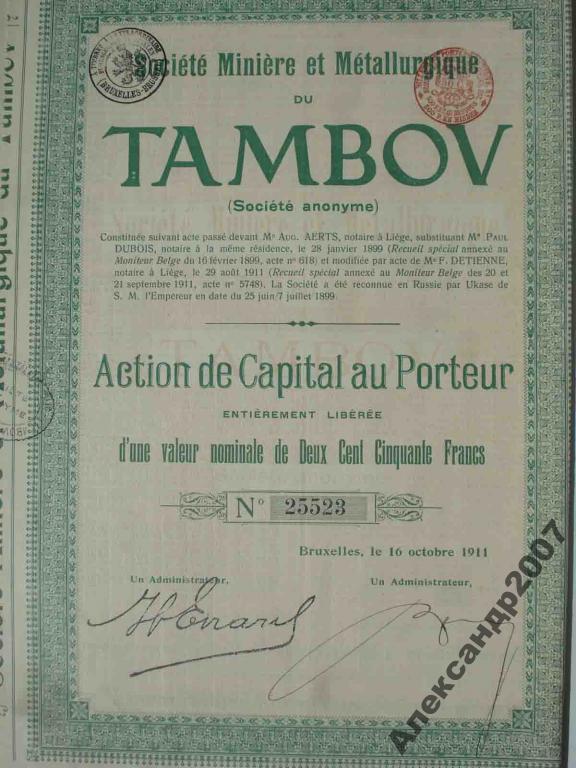 Société Minière et Métallurgique
DU
TAMBOV
(Société anonyme)
Constituée suivant acte passé devant Me Aug. AERTS, notaire à Liège, substituant Me Paul
DUBOIS, notaire à la même résidence, le 28 janvier 1899 (Recueil spécial annexé au
Moniteur Belge du 16 février 1899, acte no 618) et modifiée par acte de Me F. DETIENNE,
notaire à Liège, le 29 août 1911 (Recueil spécial annexé au Moniteur Belge des 20 et
21 septembre 1911, acte no 5748). La Société a été reconnue en Russie par Ukase de
S. M. l'Empereur en date du 25 juin/7 juillet 1899.
Action de Capital au Porteur
ENTIÈREMENT LIBÉRÉE
d'une valeur nominale de Deux Cent Cinquante Francs
No 25523
Bruxelles, le 16 octobre 1911
Un Administrateur,
Un Administrateur,
Александр2007